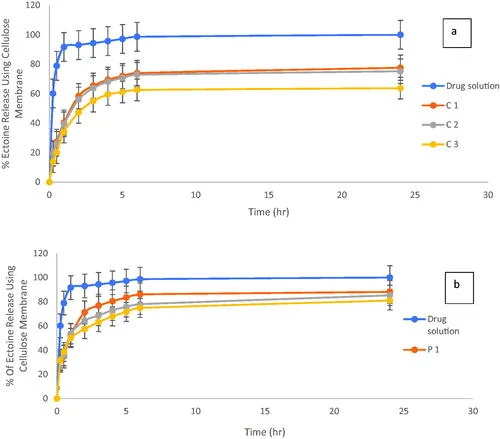 120
a
100
80
60
40
20
0
% Ectoine Release Using Cellulose
Membrane
0 5 10 15 20 25 30
Time (hr)
Drug solution
C 1
C 2
C 3
120
b
100
80
60
40
20
0
% Of Ectoine Release Using
Cellulose Membrane
0 5 10 15 20 25 30
Time (hr)
Drug
solution
P 1